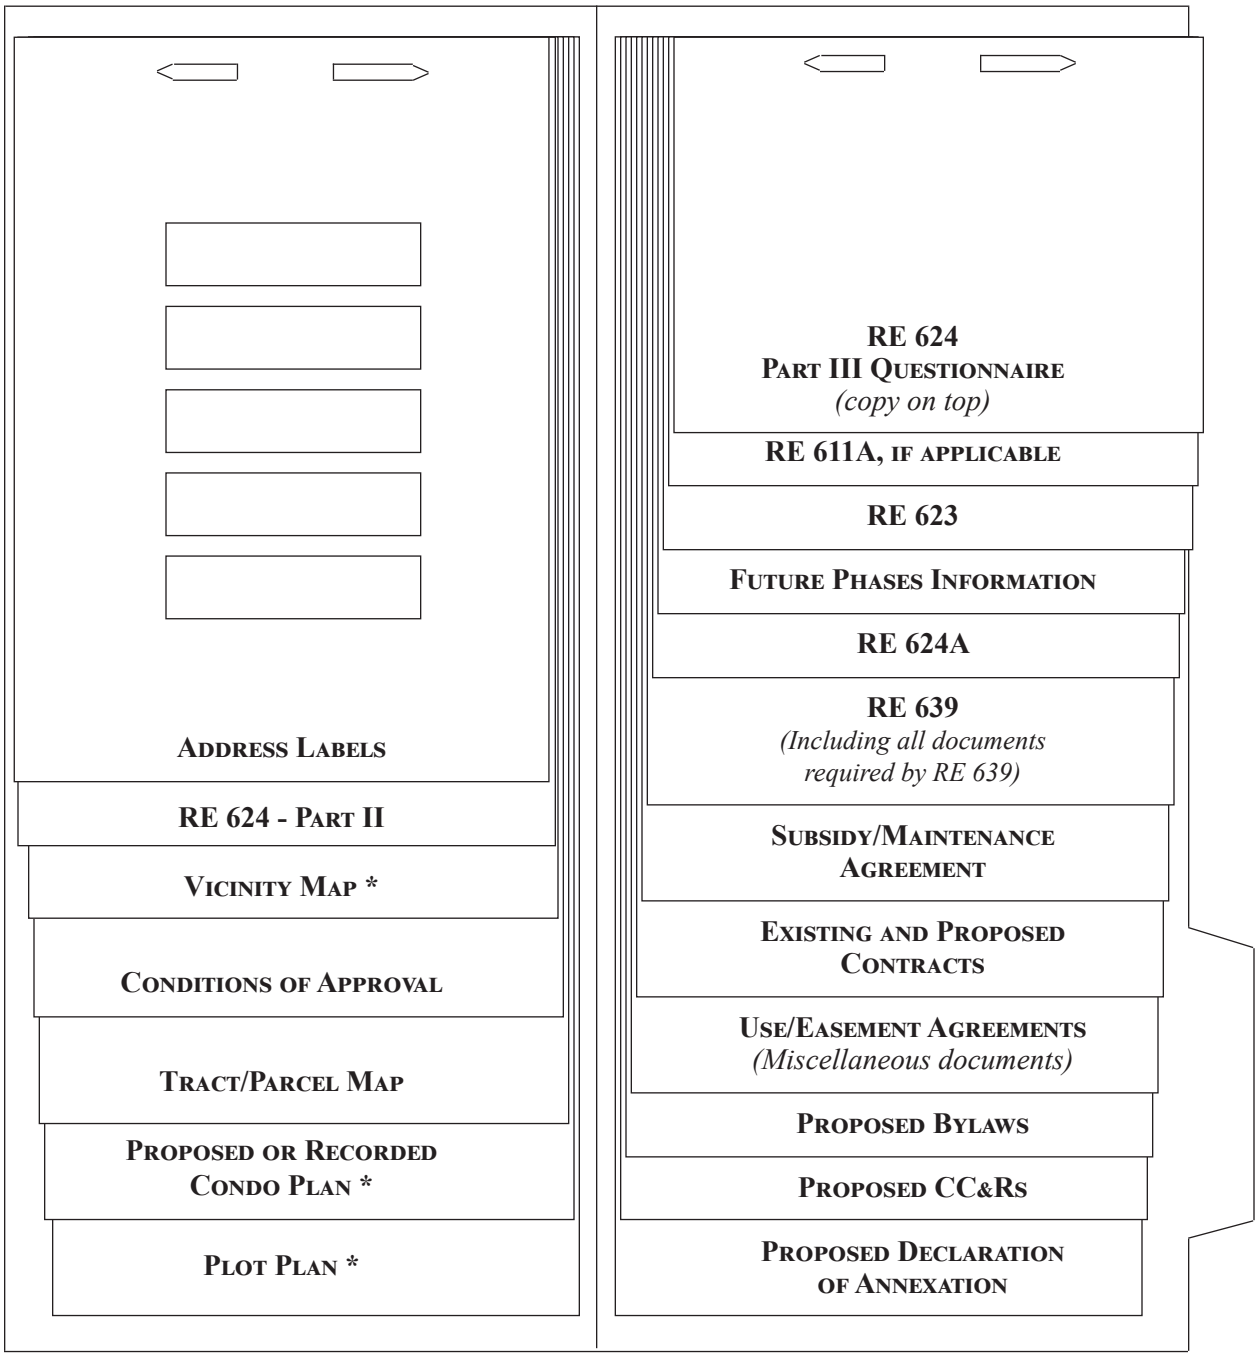 Address Labels
RE 624 - Part II
Vicinity Map *
Conditions of Approval
Tract/Parcel Map
Proposed or Recorded
Condo Plan *
Plot Plan *
RE 624
Part III Questionnaire
(copy on top)
RE 611A, if applicable
RE 623
Future Phases Information
RE 624A
RE 639
(Including all documents
required by RE 639)
Subsidy/Maintenance
Agreement
Existing and Proposed
Contracts
Use/Easement Agreements
(Miscellaneous documents)
Proposed Bylaws
Proposed CC&Rs
Proposed Declaration
of Annexation